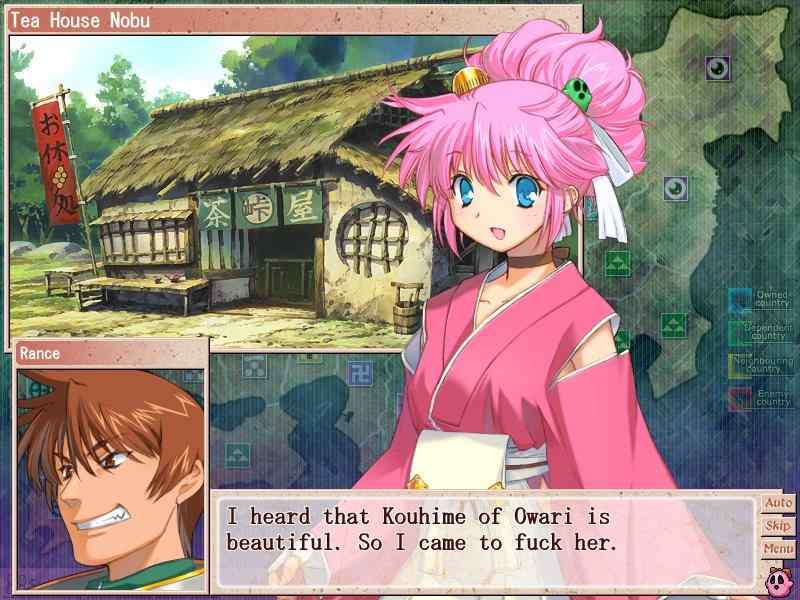 Tea House Nobu
お休処
茶峠屋
Owned
country
Dependent
country
Neighbouring
country
Enemy
country
Rance
I heard that Kouhime of Owari is
beautiful. So I came to fuck her.
Auto
Skip
Menu